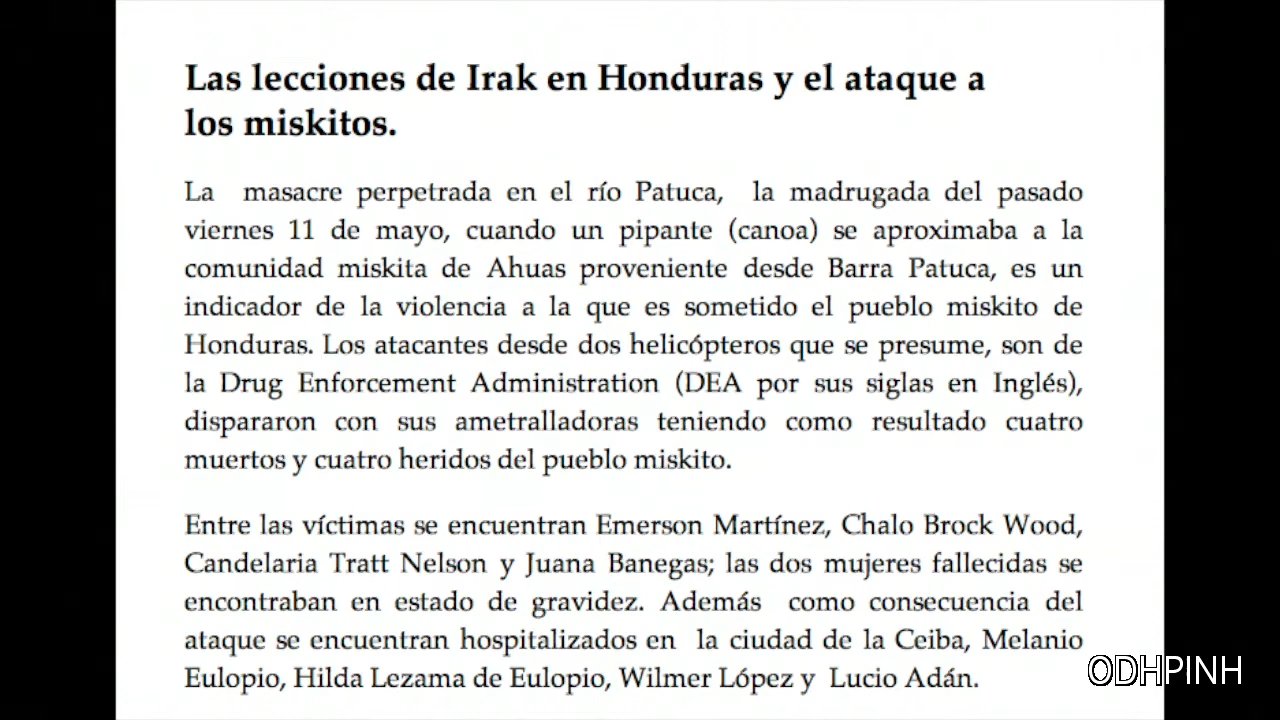 Las lecciones de Irak en Honduras y el ataque a
los miskitos.
La masacre perpetrada en el río Patuca, la madrugada del pasado
viernes 11 de mayo, cuando un pipante (canoa) se aproximaba a la
comunidad miskita de Ahuas proveniente desde Barra Patuca, es un
indicador de la violencia a la que es sometido el pueblo miskito de
Honduras. Los atacantes desde dos helicópteros que se presume, son de
la Drug Enforcement Administration (DEA por sus siglas en Inglés),
dispararon con sus ametralladoras teniendo como resultado cuatro
muertos y cuatro heridos del pueblo miskito.
Entre las víctimas se encuentran Emerson Martínez, Chalo Brock Wood,
Candelaria Tratt Nelson y Juana Banegas; las dos mujeres fallecidas se
encontraban en estado de gravidez. Además como consecuencia del
ataque se encuentran hospitalizados en la ciudad de la Ceiba, Melanio
Eulopio, Hilda Lezama de Eulopio, Wilmer López y Lucio Adán.
ODHPINH